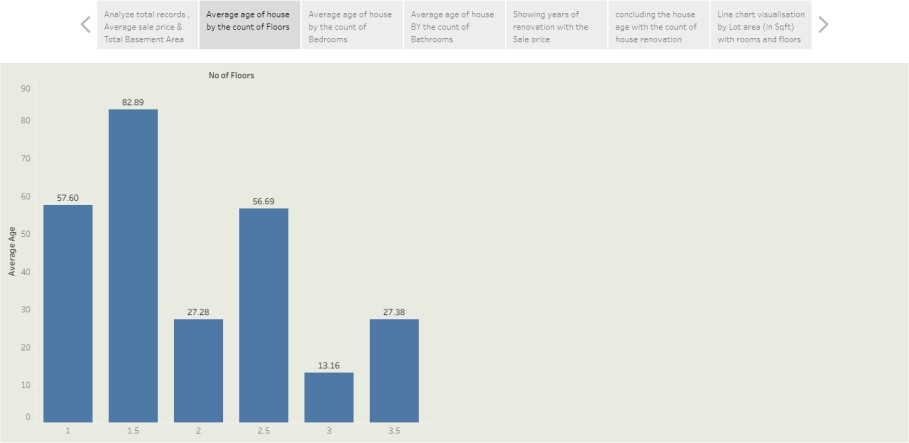 Analyze total records ,
Average sale price &
Total Basement Area
Average age of house
by the count of Floors
Average age of house
by the count of
Bedrooms
Average age of house
BY the count of
Bathrooms
Showing years of
renovation with the
Sale price
concluding the house
age with the count of
house renovation
Line chart visualisation
by Lot area (in Sqft)
with rooms and floors
No of Floors
90
80
70
60
50
40
30
20
10
0
Average Age
57.60
82.89
27.28
56.69
13.16
27.38
1
1.5
2
2.5
3
3.5